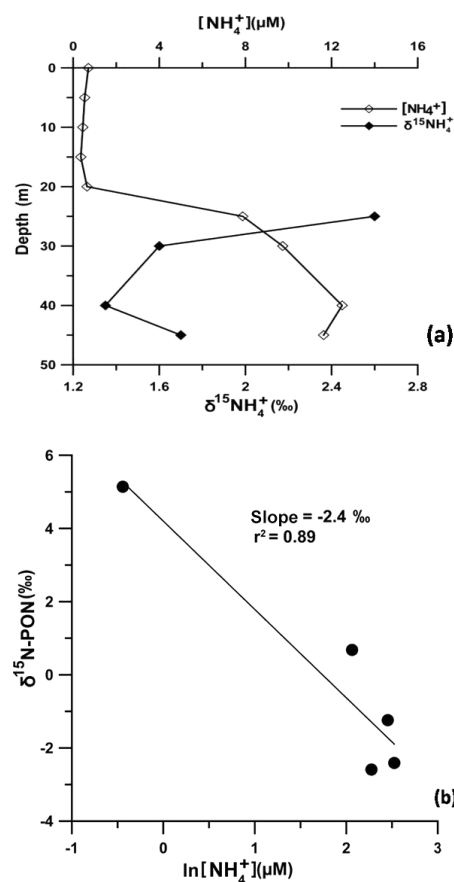 [NH₄⁺](µM)
0 4 8 12 16
0
10
20
30
40
50
Depth (m)
[NH₄⁺]
δ¹⁵NH₄⁺
(a)
1.2 1.6 2 2.4 2.8
δ¹⁵NH₄⁺(‰)
6
4
2
0
-2
-4
δ¹⁵N-PON(‰)
Slope = -2.4 ‰
r² = 0.89
(b)
-1 0 1 2 3
ln[NH₄⁺](µM)